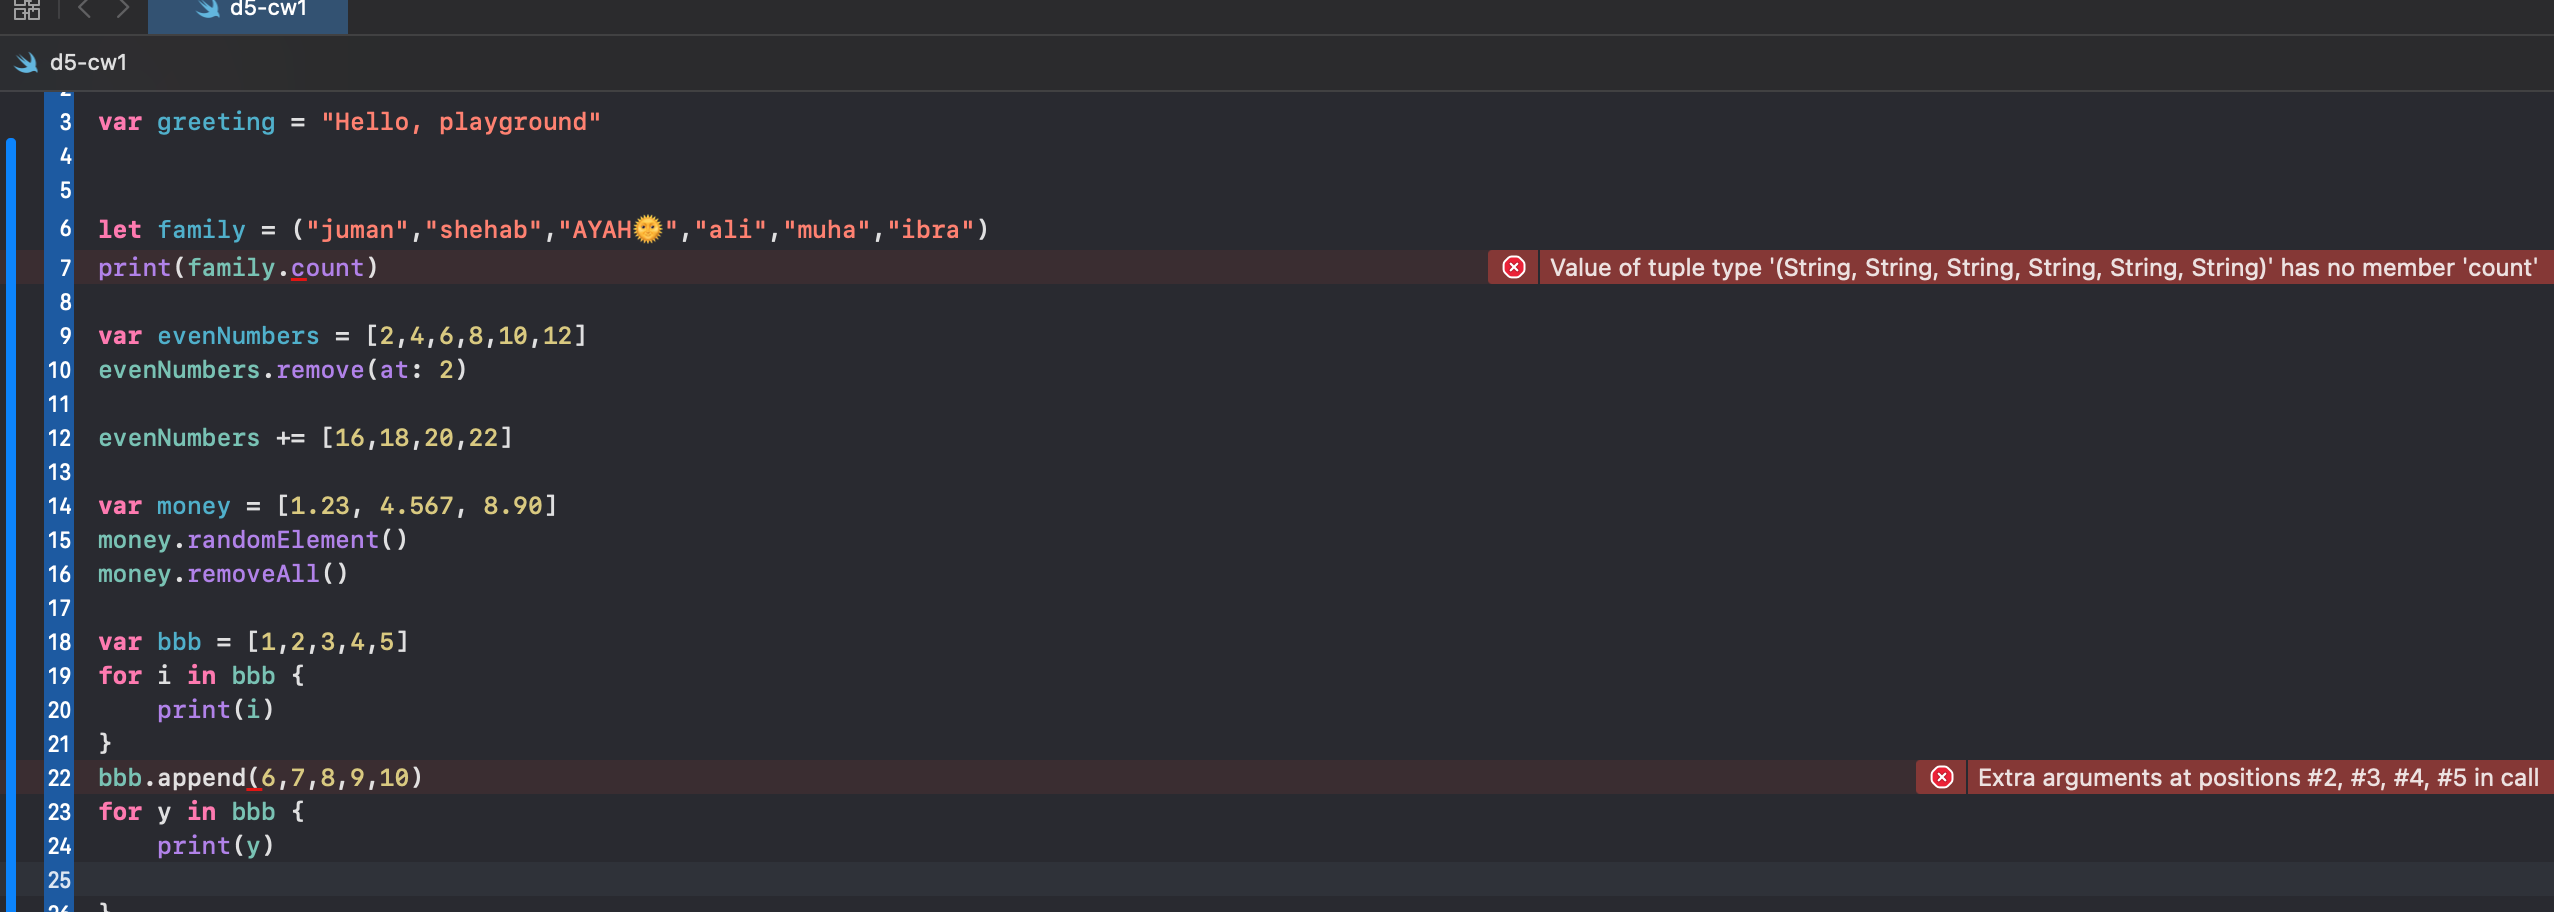 d5-cw1
d5-cw1
2
3 var greeting = "Hello, playground"
4
5
6 let family = ("juman","shehab","AYAH🌞","ali","muha","ibra")
7 print(family.count) Value of tuple type '(String, String, String, String, String, String)' has no member 'count'
8
9 var evenNumbers = [2,4,6,8,10,12]
10 evenNumbers.remove(at: 2)
11
12 evenNumbers += [16,18,20,22]
13
14 var money = [1.23, 4.567, 8.90]
15 money.randomElement()
16 money.removeAll()
17
18 var bbb = [1,2,3,4,5]
19 for i in bbb {
20     print(i)
21 }
22 bbb.append(6,7,8,9,10) Extra arguments at positions #2, #3, #4, #5 in call
23 for y in bbb {
24     print(y)
25
26 }